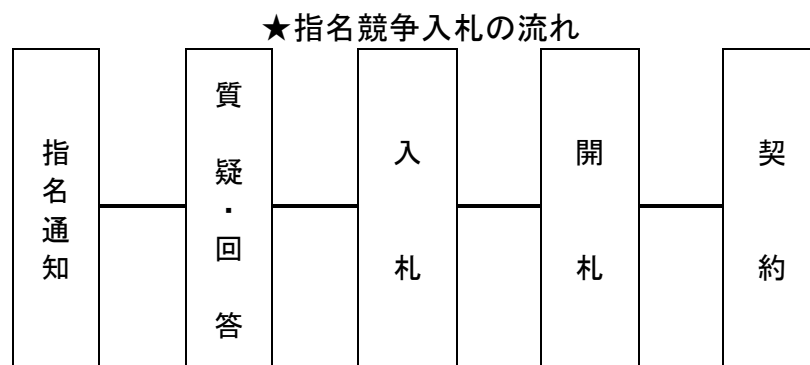 ★指名競争入札の流れ
指名通知
質疑・回答
入札
開札
契約